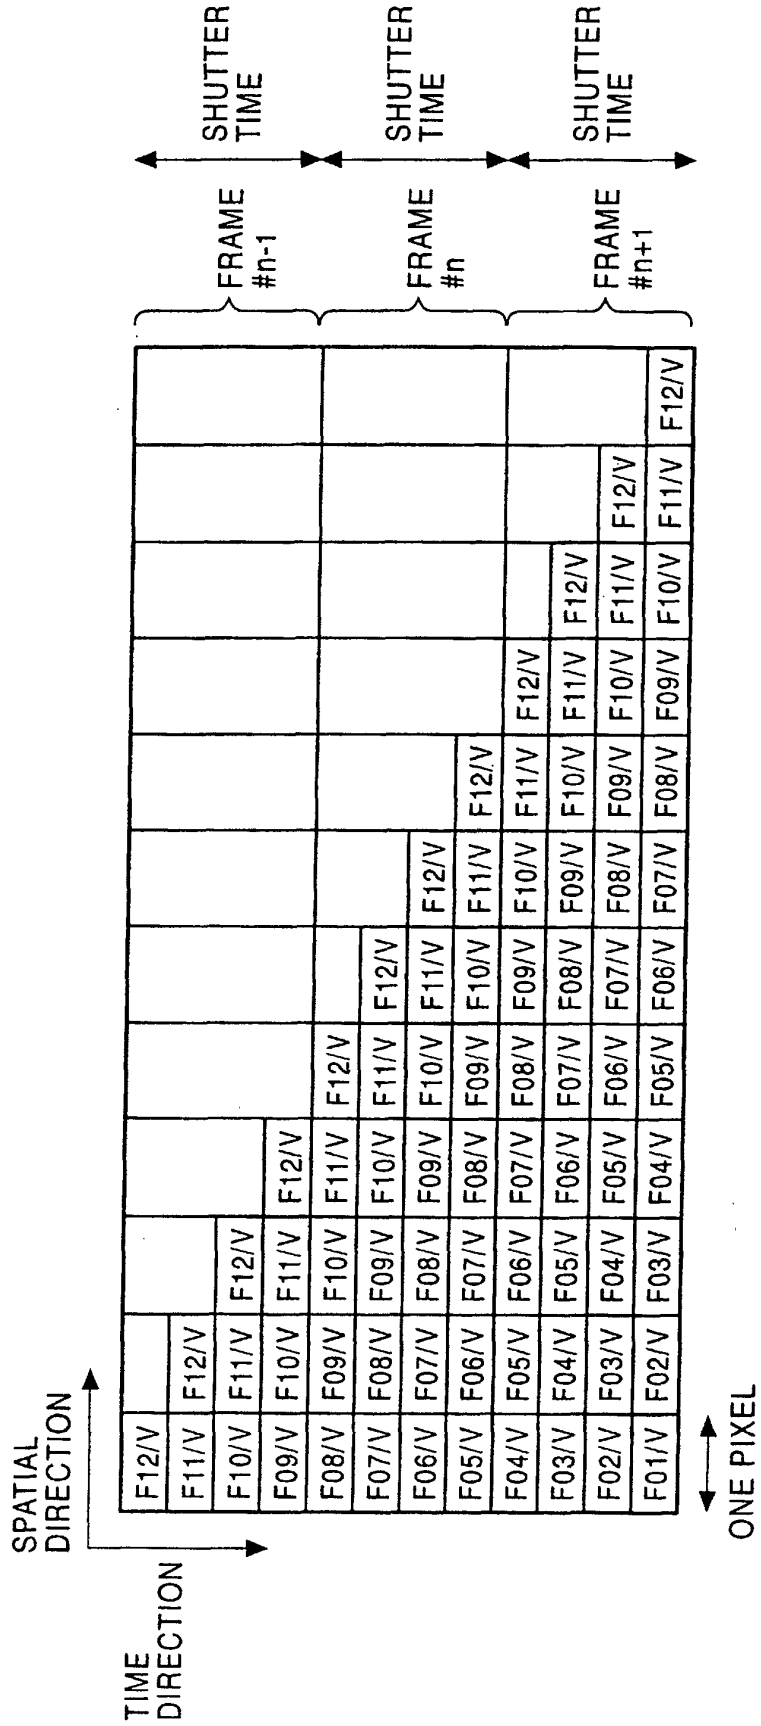 SPATIAL
DIRECTION
TIME
DIRECTION
F12/V
F11/V F12/V
F10/V F11/V F12/V
F09/V F10/V F11/V F12/V
F08/V F09/V F10/V F11/V F12/V
F07/V F08/V F09/V F10/V F11/V F12/V
F06/V F07/V F08/V F09/V F10/V F11/V F12/V
F05/V F06/V F07/V F08/V F09/V F10/V F11/V F12/V
F04/V F05/V F06/V F07/V F08/V F09/V F10/V F11/V F12/V
F03/V F04/V F05/V F06/V F07/V F08/V F09/V F10/V F11/V F12/V
F02/V F03/V F04/V F05/V F06/V F07/V F08/V F09/V F10/V F11/V F12/V
F01/V F02/V F03/V F04/V F05/V F06/V F07/V F08/V F09/V F10/V F11/V F12/V
FRAME
#n-1
SHUTTER
TIME
FRAME
#n
SHUTTER
TIME
FRAME
#n+1
SHUTTER
TIME
ONE PIXEL